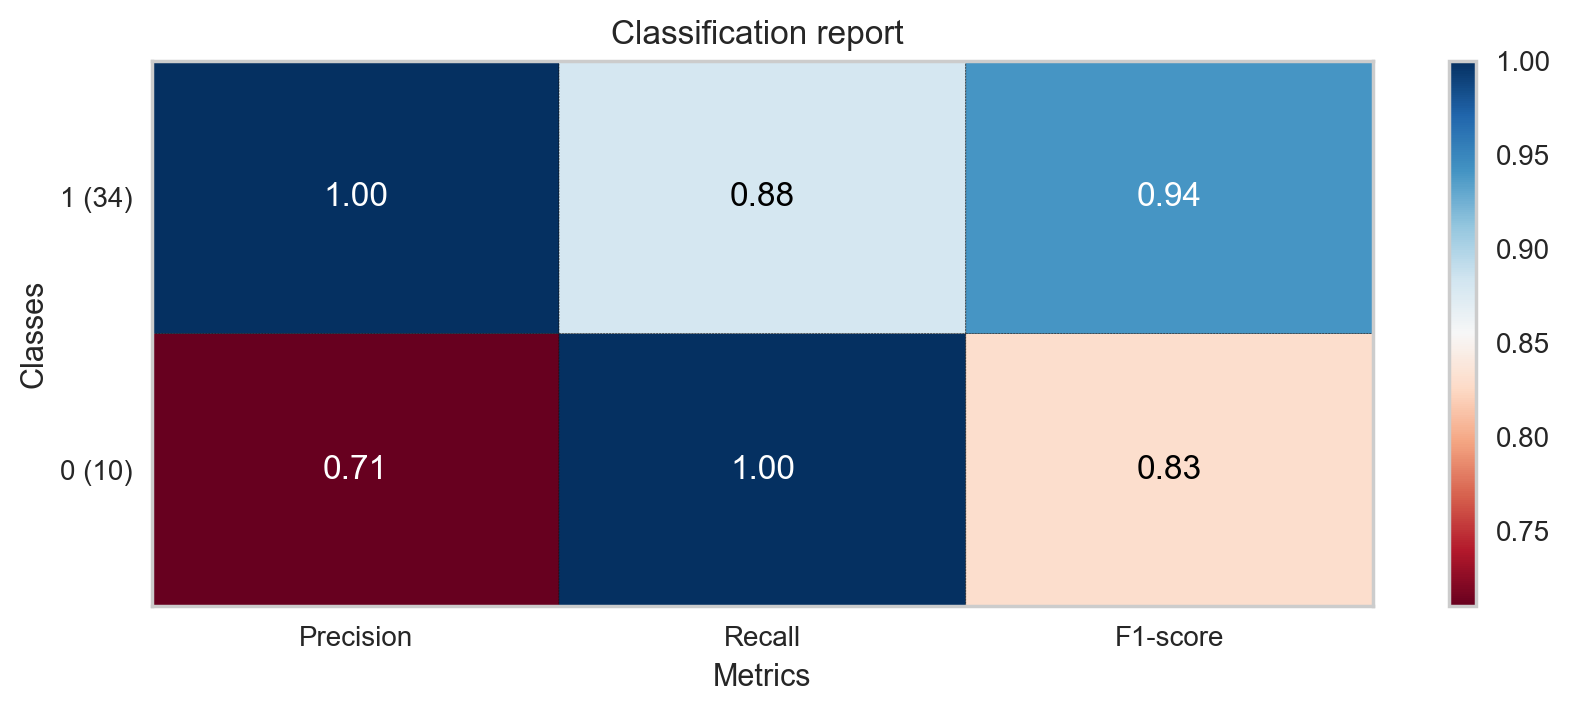 Classification report
Classes
1 (34)
1.00
0.88
0.94
0 (10)
0.71
1.00
0.83
Precision
Recall
F1-score
Metrics
1.00
0.95
0.90
0.85
0.80
0.75